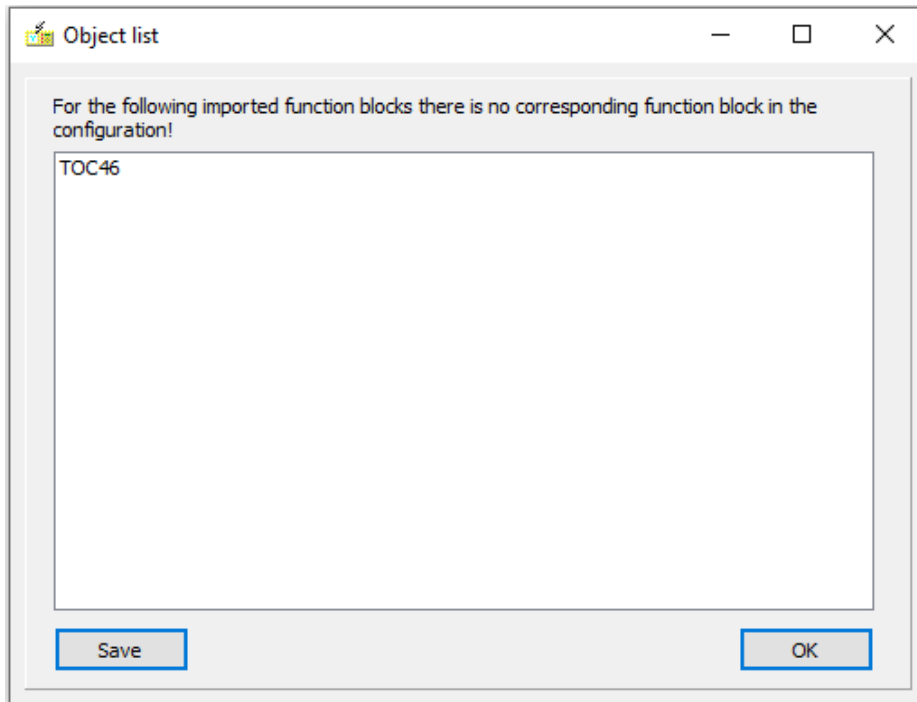 Object list
For the following imported function blocks there is no corresponding function block in the
configuration!
TOC46
Save
OK